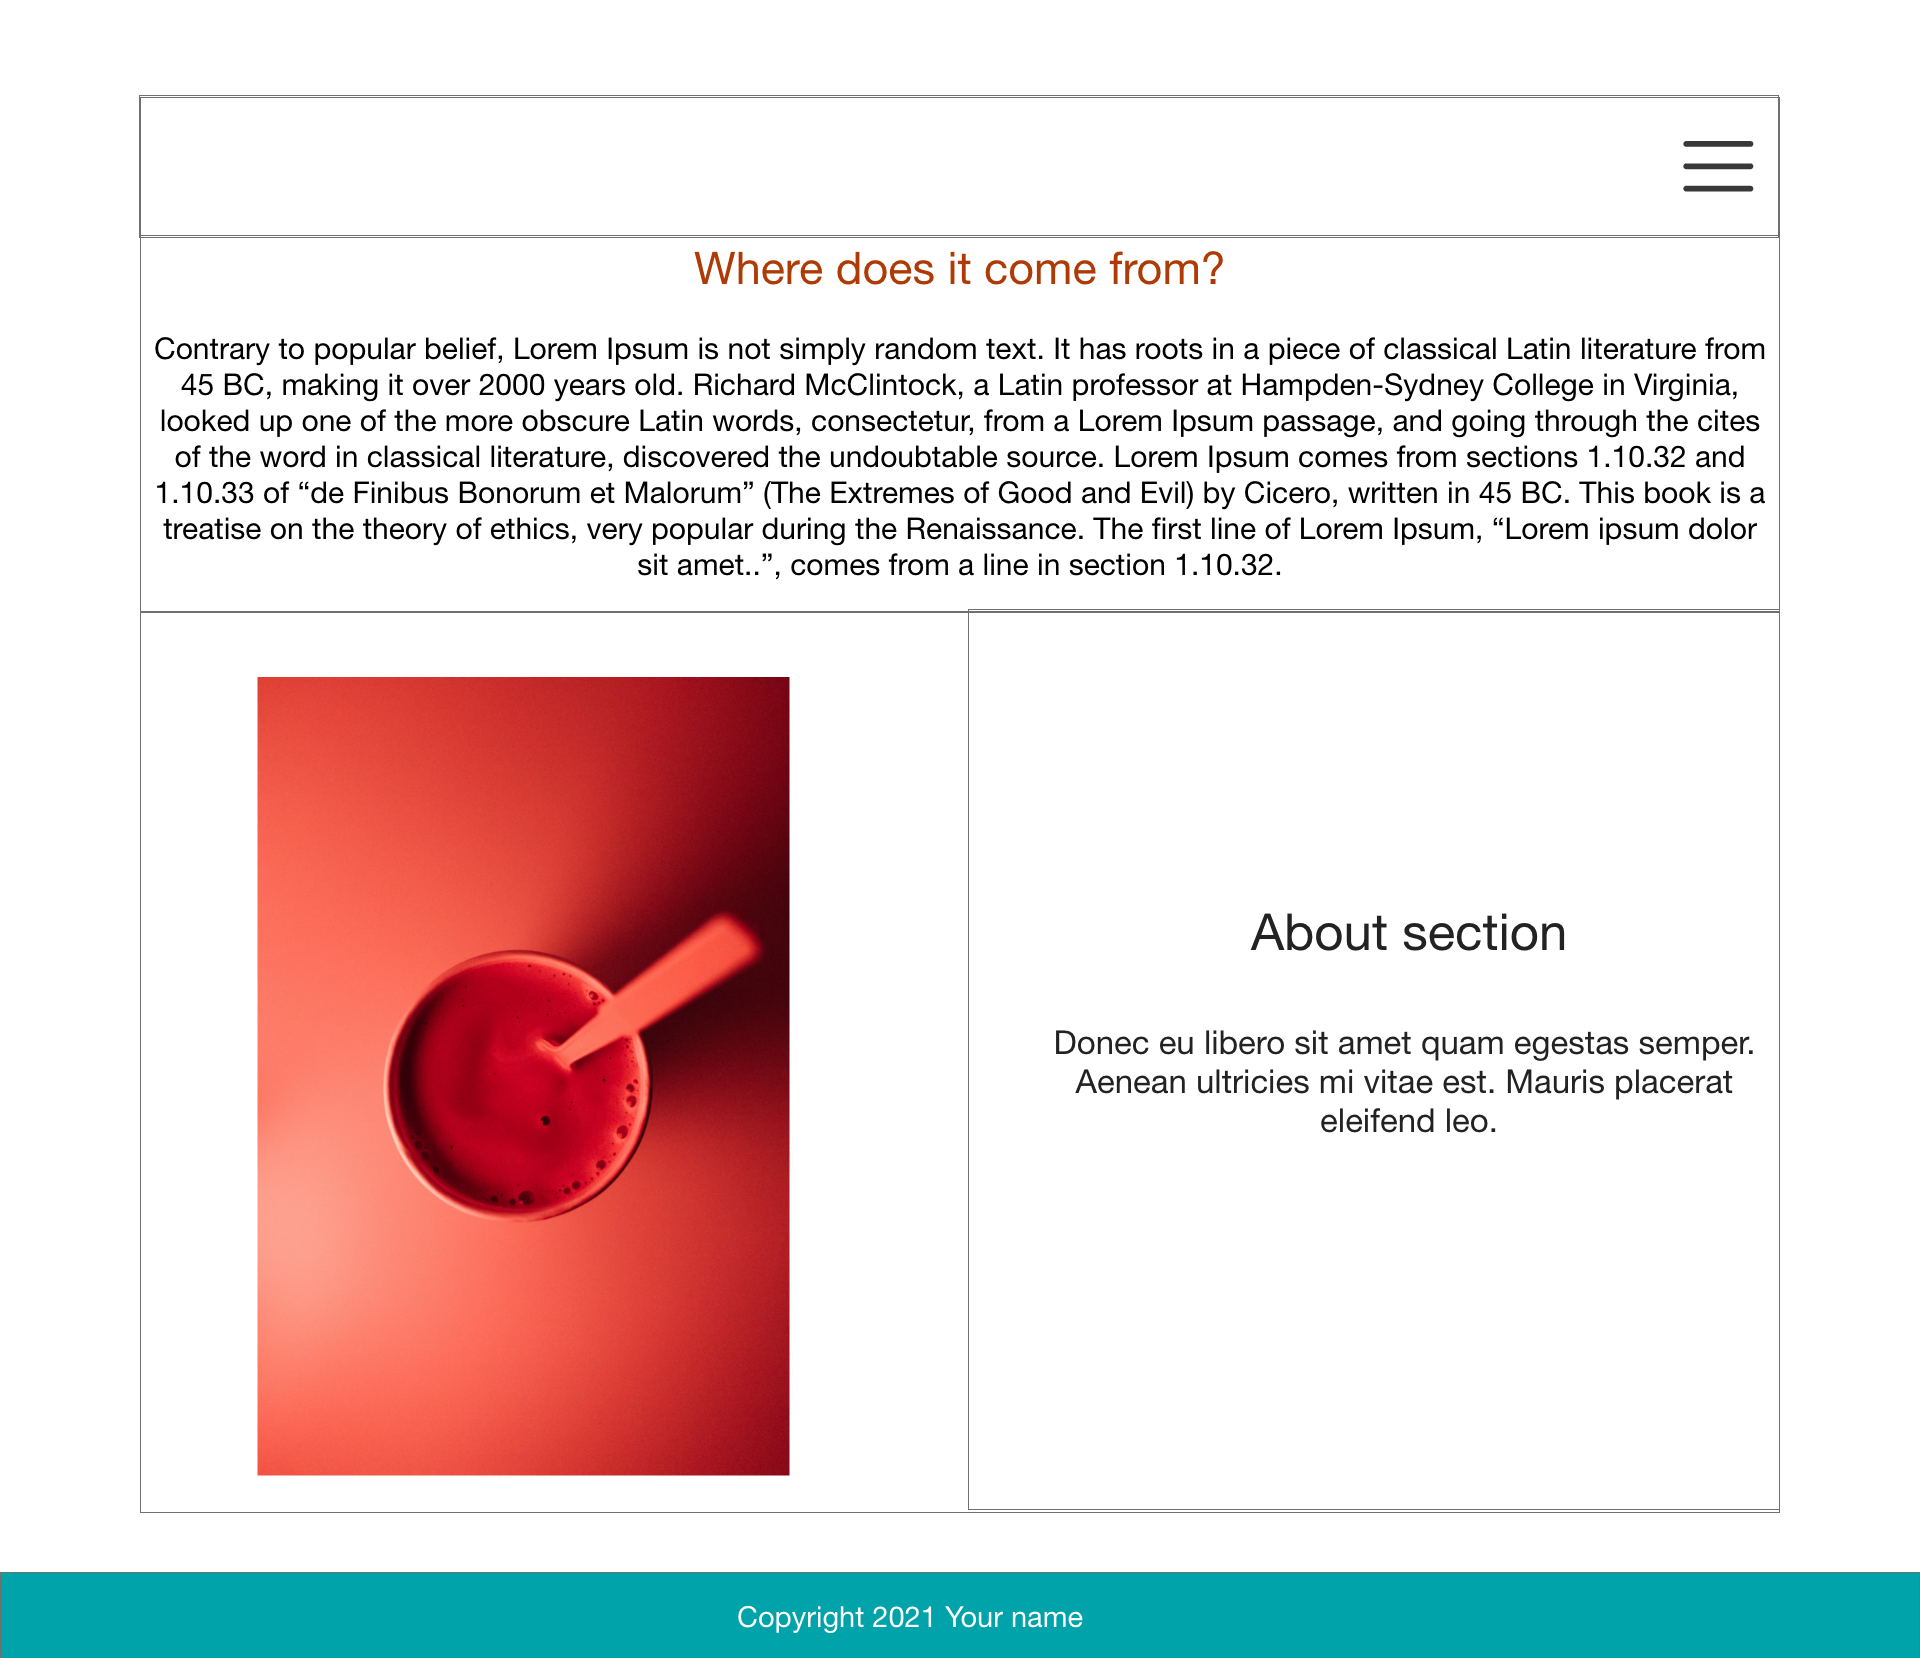 Where does it come from?
Contrary to popular belief, Lorem Ipsum is not simply random text. It has roots in a piece of classical Latin literature from
45 BC, making it over 2000 years old. Richard McClintock, a Latin professor at Hampden-Sydney College in Virginia,
looked up one of the more obscure Latin words, consectetur, from a Lorem Ipsum passage, and going through the cites
of the word in classical literature, discovered the undoubtable source. Lorem Ipsum comes from sections 1.10.32 and
1.10.33 of “de Finibus Bonorum et Malorum” (The Extremes of Good and Evil) by Cicero, written in 45 BC. This book is a
treatise on the theory of ethics, very popular during the Renaissance. The first line of Lorem Ipsum, “Lorem ipsum dolor
sit amet..”, comes from a line in section 1.10.32.
About section
Donec eu libero sit amet quam egestas semper.
Aenean ultricies mi vitae est. Mauris placerat
eleifend leo.
Copyright 2021 Your name